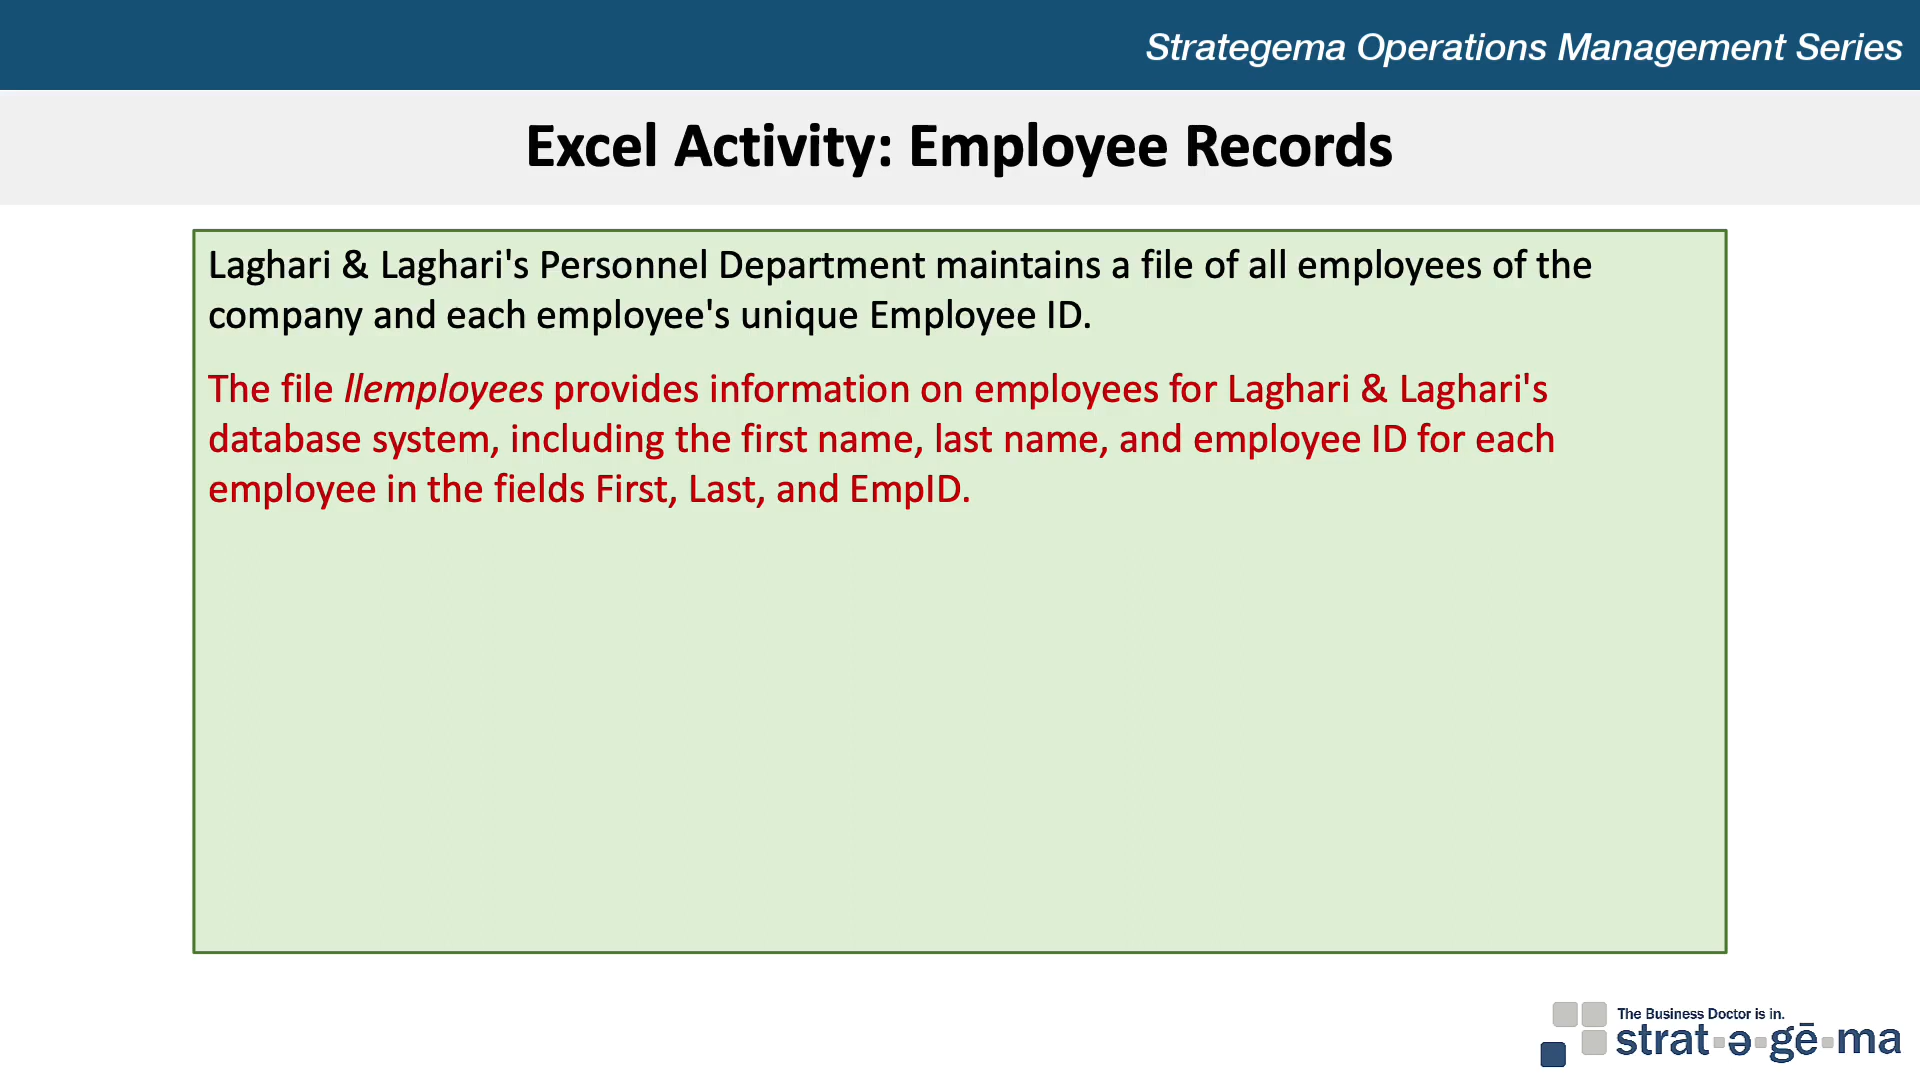 Strategema Operations Management Series
Excel Activity: Employee Records
Laghari & Laghari's Personnel Department maintains a file of all employees of the
company and each employee's unique Employee ID.
The file llemployees provides information on employees for Laghari & Laghari's
database system, including the first name, last name, and employee ID for each
employee in the fields First, Last, and EmpID.
The Business Doctor is in.
strat·ə·gē·ma